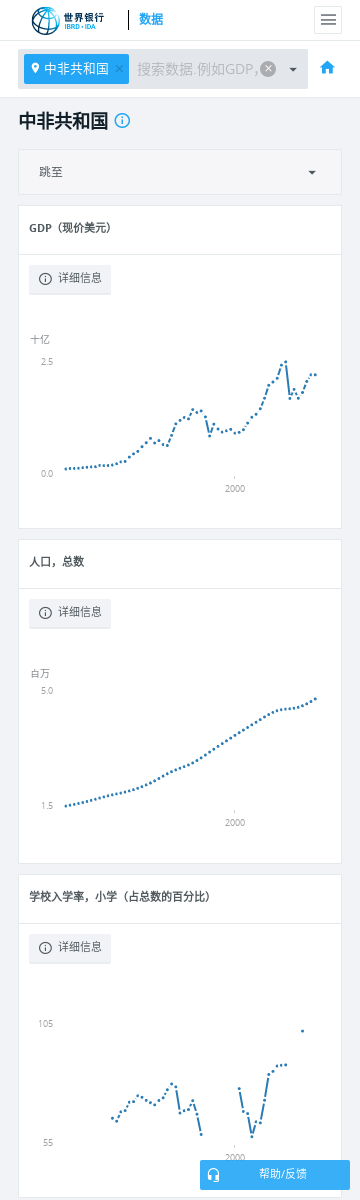 世界银行
IBRD • IDA
数据
中非共和国 ×
搜索数据.例如GDP,
中非共和国
跳至
GDP（现价美元）
详细信息
十亿
2.5
0.0
2000
人口，总数
详细信息
百万
5.0
1.5
2000
学校入学率，小学（占总数的百分比）
详细信息
105
55
2000
帮助/反馈